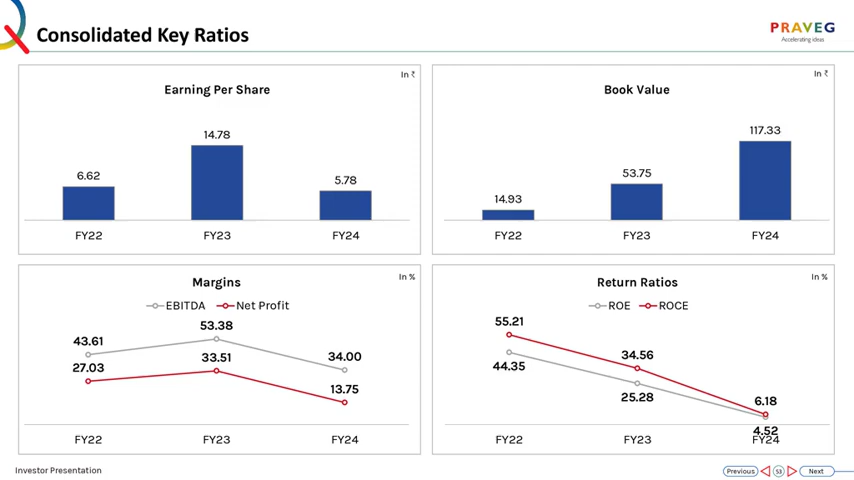 Consolidated Key Ratios
PRAVEG
Accelerating ideas
In ₹
Earning Per Share
6.62
14.78
5.78
FY22
FY23
FY24
In ₹
Book Value
14.93
53.75
117.33
FY22
FY23
FY24
In %
Margins
EBITDA
Net Profit
43.61
53.38
34.00
27.03
33.51
13.75
FY22
FY23
FY24
In %
Return Ratios
ROE
ROCE
55.21
34.56
6.18
44.35
25.28
4.52
FY22
FY23
FY24
Investor Presentation
Previous
53
Next